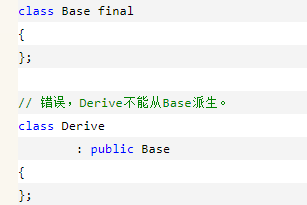 class Base final
{
};
// 错误，Derive不能从Base派生。
class Derive
        : public Base
{
};